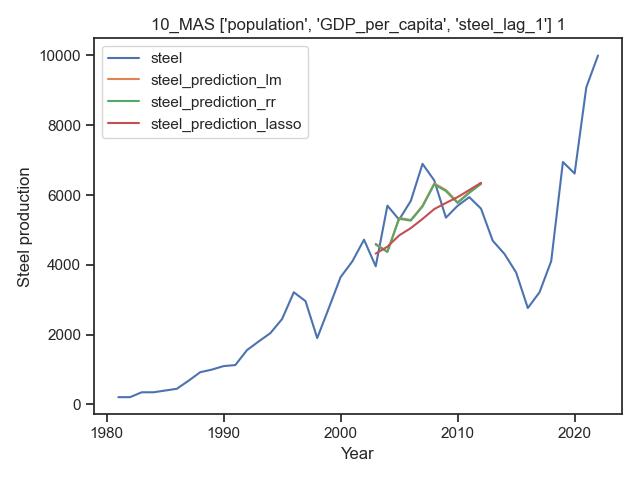 10_MAS ['population', 'GDP_per_capita', 'steel_lag_1'] 1
steel
steel_prediction_lm
steel_prediction_rr
steel_prediction_lasso
Steel production
10000
8000
6000
4000
2000
0
1980
1990
2000
2010
2020
Year